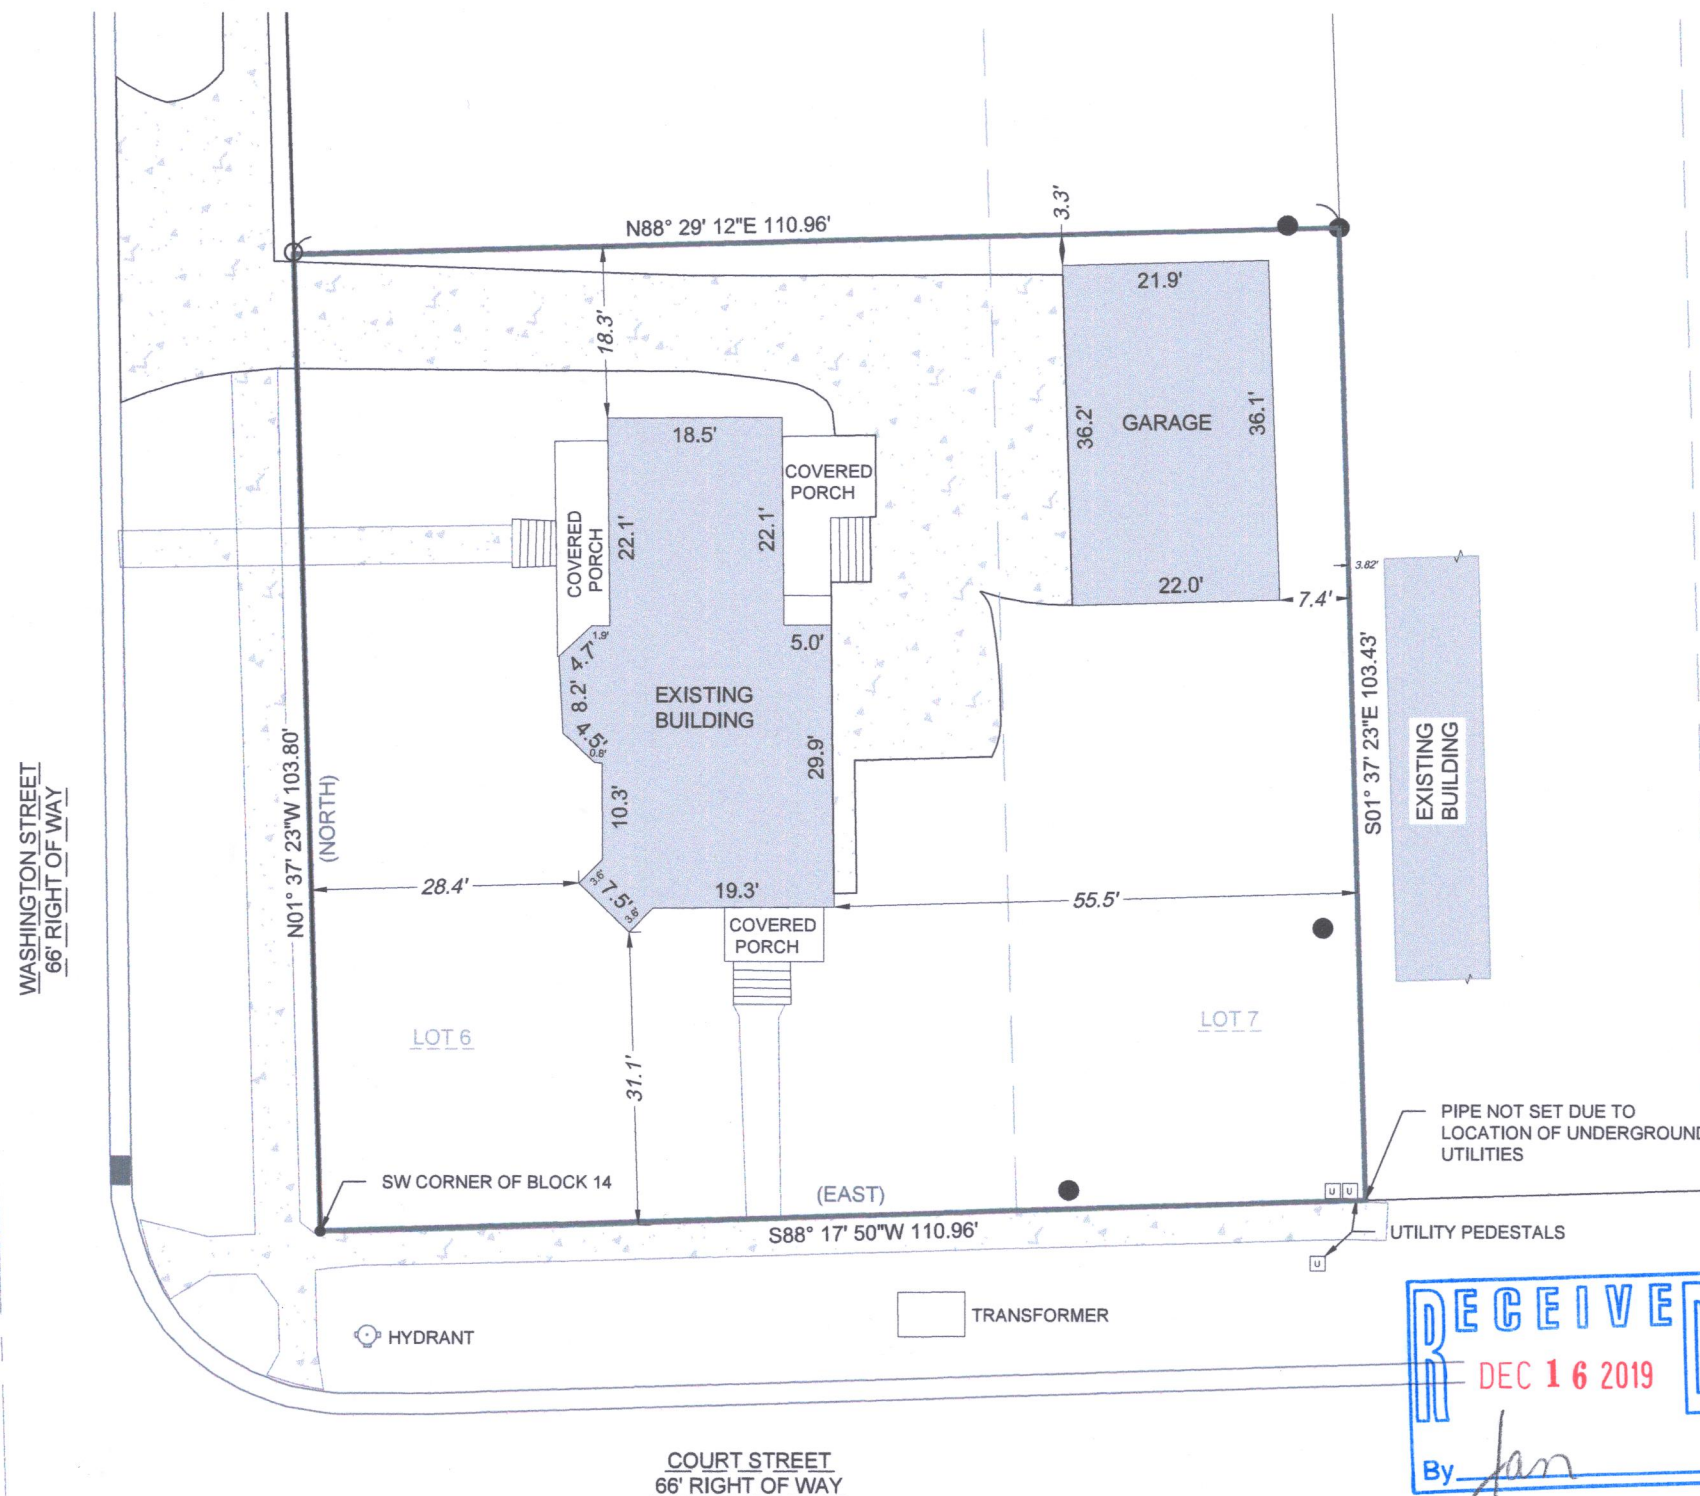 N88° 29' 12"E 110.96'
3.3'
21.9'
18.3'
36.2'
GARAGE
36.1'
18.5'
COVERED
PORCH
COVERED
PORCH
22.1'
22.1'
3.82'
22.0'
7.4'
1.9'
4.7'
5.0'
8.2'
EXISTING
BUILDING
4.5'
0.8'
29.9'
10.3'
S01° 37' 23"E 103.43'
EXISTING
BUILDING
N01° 37' 23"W 103.80'
(NORTH)
WASHINGTON STREET
66' RIGHT OF WAY
28.4'
3.6'
7.5'
3.6'
19.3'
55.5'
COVERED
PORCH
LOT 6
LOT 7
31.1'
PIPE NOT SET DUE TO
LOCATION OF UNDERGROUND
UTILITIES
SW CORNER OF BLOCK 14
(EAST)
U U
S88° 17' 50"W 110.96'
UTILITY PEDESTALS
U
TRANSFORMER
HYDRANT
RECEIVED
DEC 16 2019
By Jan
COURT STREET
66' RIGHT OF WAY